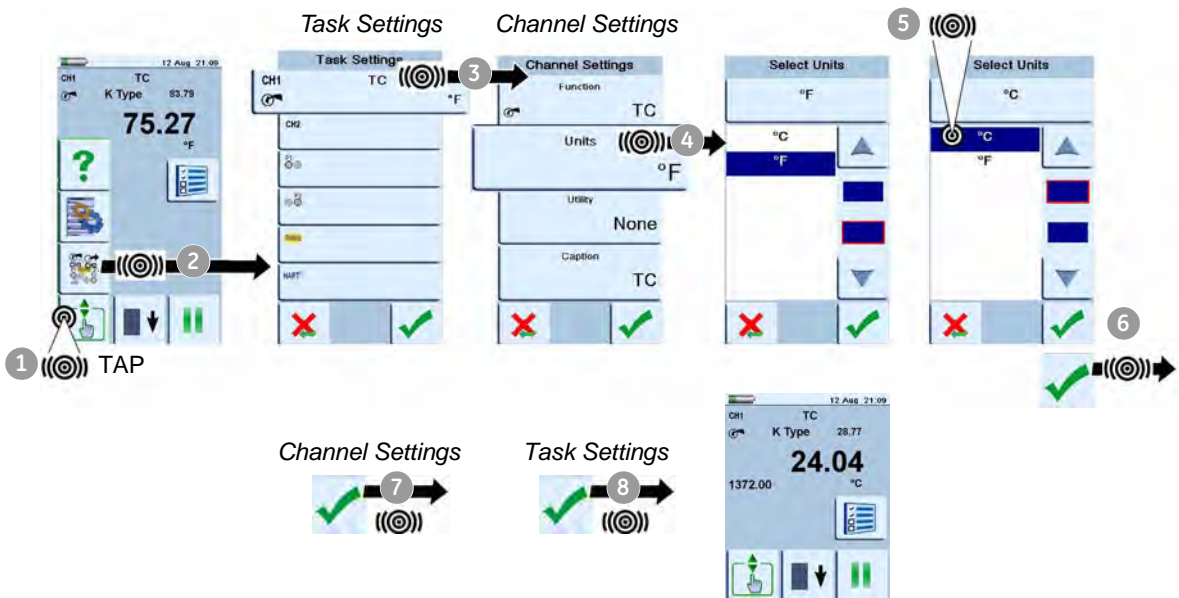 Task Settings
Channel Settings
12 Aug 21:09
CH1 TC
K Type 83.79
75.27
°F
?
1 TAP
2
Task Settings
CH1 TC
°F
CH2
P1
P2
HART
3
Channel Settings
Function
TC
Units
°F
Utility
None
Caption
TC
4
Select Units
°F
°C
°F
5
Select Units
°C
°C
°F
6
Channel Settings
7
Task Settings
8
12 Aug 21:09
CH1 TC
K Type 28.77
24.04
1372.00 °C